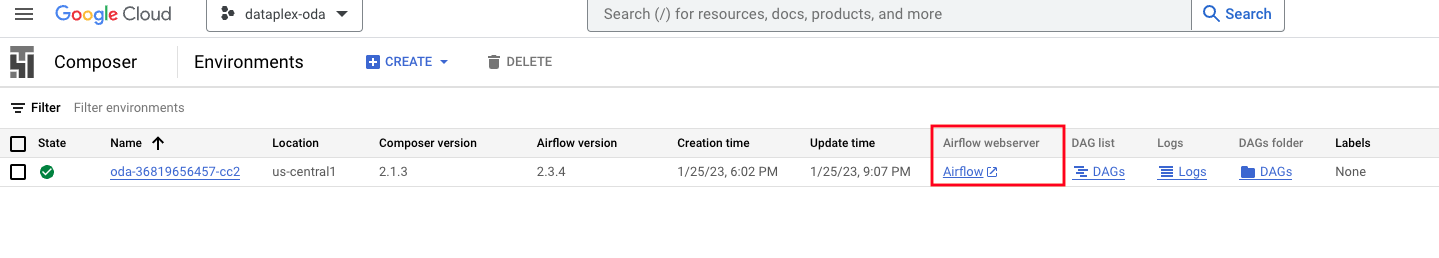 Google Cloud dataplex-oda Search (/) for resources, docs, products, and more Search
Composer Environments CREATE DELETE
Filter Filter environments
State Name Location Composer version Airflow version Creation time Update time Airflow webserver DAG list Logs DAGs folder Labels
oda-36819656457-cc2 us-central1 2.1.3 2.3.4 1/25/23, 6:02 PM 1/25/23, 9:07 PM Airflow DAGs Logs DAGs None